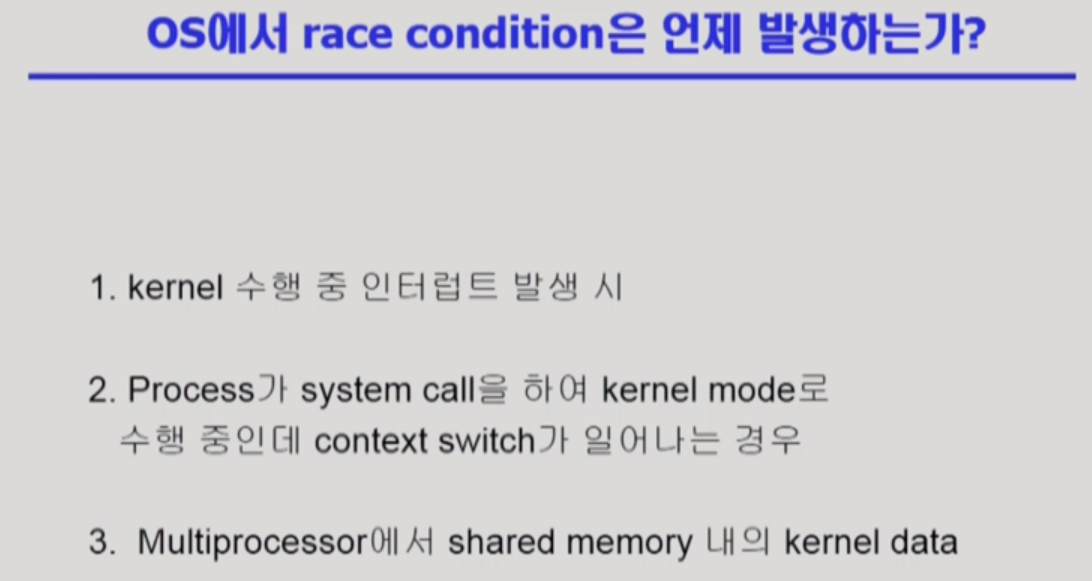 OS에서 race condition은 언제 발생하는가?
1. kernel 수행 중 인터럽트 발생 시
2. Process가 system call을 하여 kernel mode로
수행 중인데 context switch가 일어나는 경우
3. Multiprocessor에서 shared memory 내의 kernel data